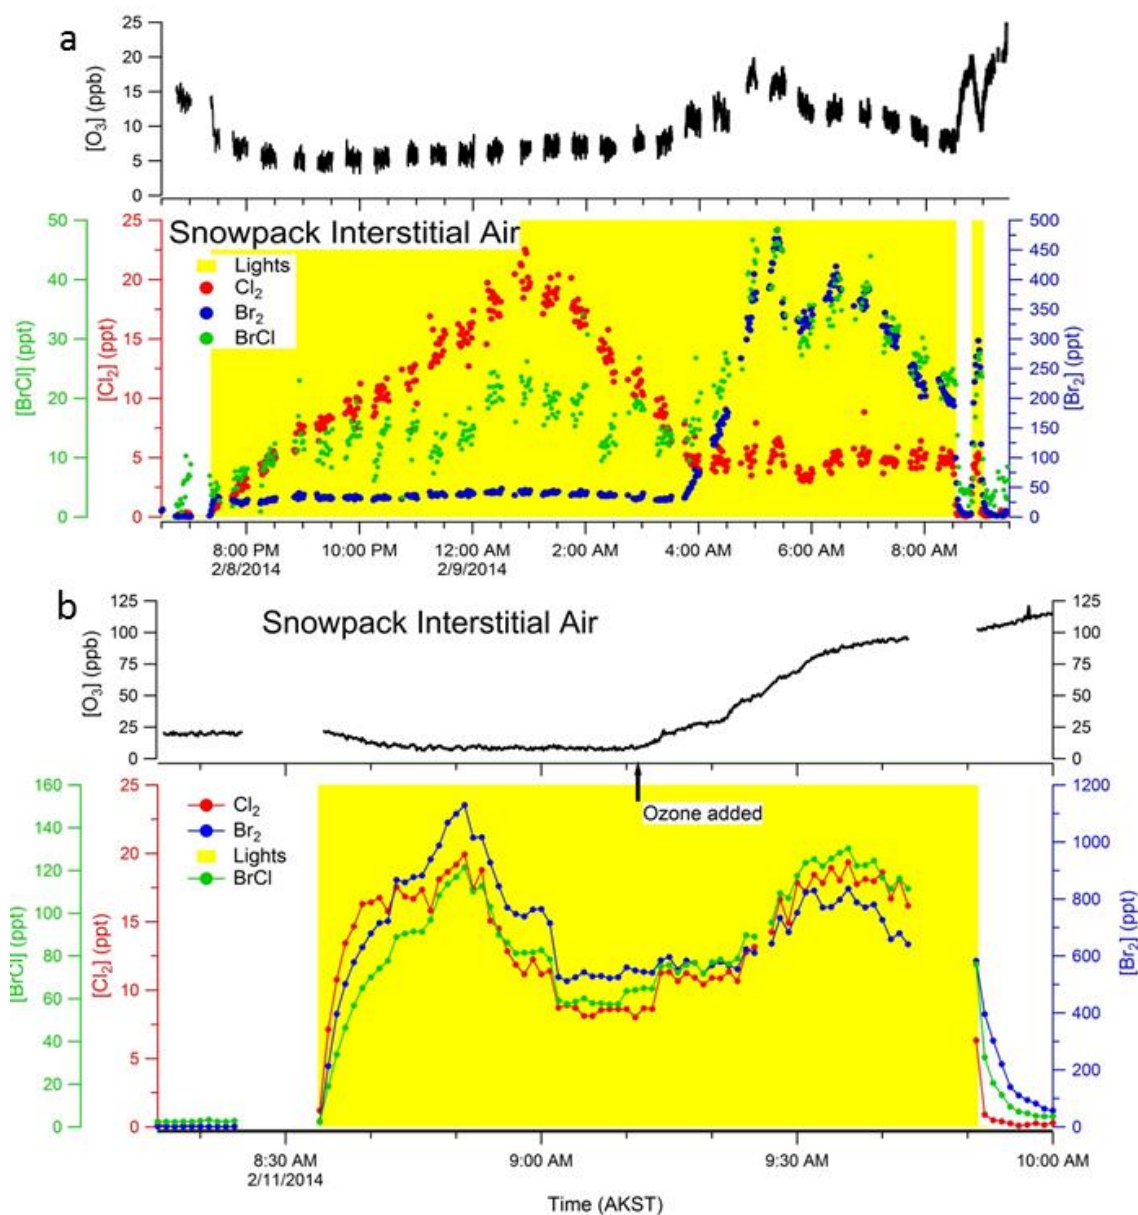 a
[O3] (ppb)
25
20
15
10
5
0
Snowpack Interstitial Air
Lights
Cl2
Br2
BrCl
[BrCl] (ppt)
50
40
30
20
10
0
[Cl2] (ppt)
25
20
15
10
5
0
[Br2] (ppt)
500
450
400
350
300
250
200
150
100
50
0
8:00 PM 10:00 PM 12:00 AM 2:00 AM 4:00 AM 6:00 AM 8:00 AM
2/8/2014 2/9/2014
b
Snowpack Interstitial Air
[O3] (ppb)
125
100
75
50
25
0
125
100
75
50
25
0
[O3] (ppb)
Ozone added
Cl2
Br2
Lights
BrCl
[BrCl] (ppt)
160
140
120
100
80
60
40
20
0
[Cl2] (ppt)
25
20
15
10
5
0
[Br2] (ppt)
1200
1000
800
600
400
200
0
8:30 AM 9:00 AM 9:30 AM 10:00 AM
2/11/2014
Time (AKST)